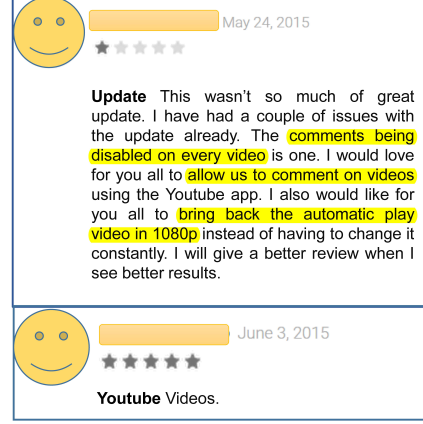 May 24, 2015
Update This wasn't so much of great
update. I have had a couple of issues with
the update already. The comments being
disabled on every video is one. I would love
for you all to allow us to comment on videos
using the Youtube app. I also would like for
you all to bring back the automatic play
video in 1080p instead of having to change it
constantly. I will give a better review when I
see better results.
June 3, 2015
Youtube Videos.